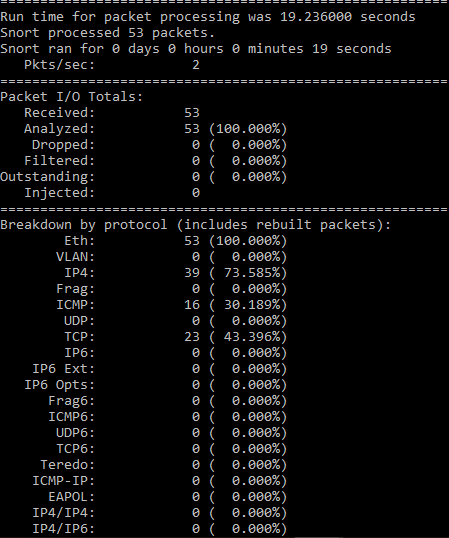 ===============================================================================
Run time for packet processing was 19.236000 seconds
Snort processed 53 packets.
Snort ran for 0 days 0 hours 0 minutes 19 seconds
Pkts/sec: 2
===============================================================================
Packet I/O Totals:
Received: 53
Analyzed: 53 (100.000%)
Dropped: 0 ( 0.000%)
Filtered: 0 ( 0.000%)
Outstanding: 0 ( 0.000%)
Injected: 0
===============================================================================
Breakdown by protocol (includes rebuilt packets):
Eth: 53 (100.000%)
VLAN: 0 ( 0.000%)
IP4: 39 ( 73.585%)
Frag: 0 ( 0.000%)
ICMP: 16 ( 30.189%)
UDP: 0 ( 0.000%)
TCP: 23 ( 43.396%)
IP6: 0 ( 0.000%)
IP6 Ext: 0 ( 0.000%)
IP6 Opts: 0 ( 0.000%)
Frag6: 0 ( 0.000%)
ICMP6: 0 ( 0.000%)
UDP6: 0 ( 0.000%)
TCP6: 0 ( 0.000%)
Teredo: 0 ( 0.000%)
ICMP-IP: 0 ( 0.000%)
EAPOL: 0 ( 0.000%)
IP4/IP4: 0 ( 0.000%)
IP4/IP6: 0 ( 0.000%)